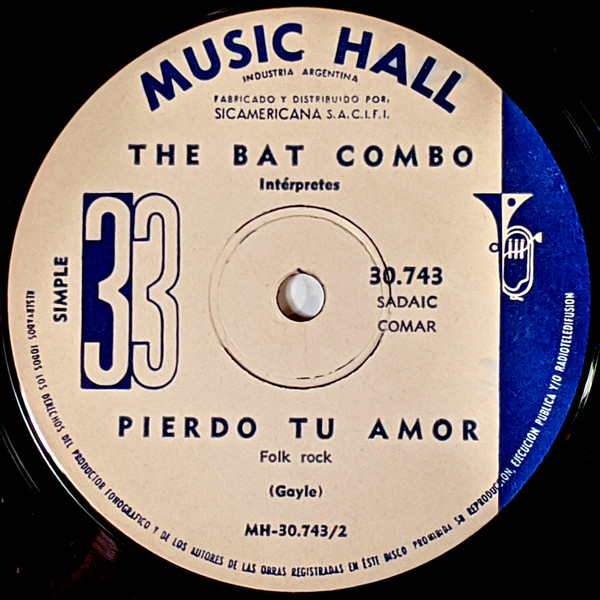 MUSIC HALL
INDUSTRIA ARGENTINA
FABRICADO Y DISTRIBUIDO POR:
SICAMERICANA S.A.C.I.F.I.
THE BAT COMBO
Intérpretes
SIMPLE
33
30.743
SADAIC
COMAR
PIERDO TU AMOR
Folk rock
(Gayle)
MH-30.743/2
RESERVADOS TODOS LOS DERECHOS DEL PRODUCTOR FONOGRAFICO Y DE LOS AUTORES DE LAS OBRAS REGISTRADAS EN ÉSTE DISCO PROHIBIDA SU REPRODUC., EJECUCION PUBLICA Y/O RADIOTELEDIFUSION